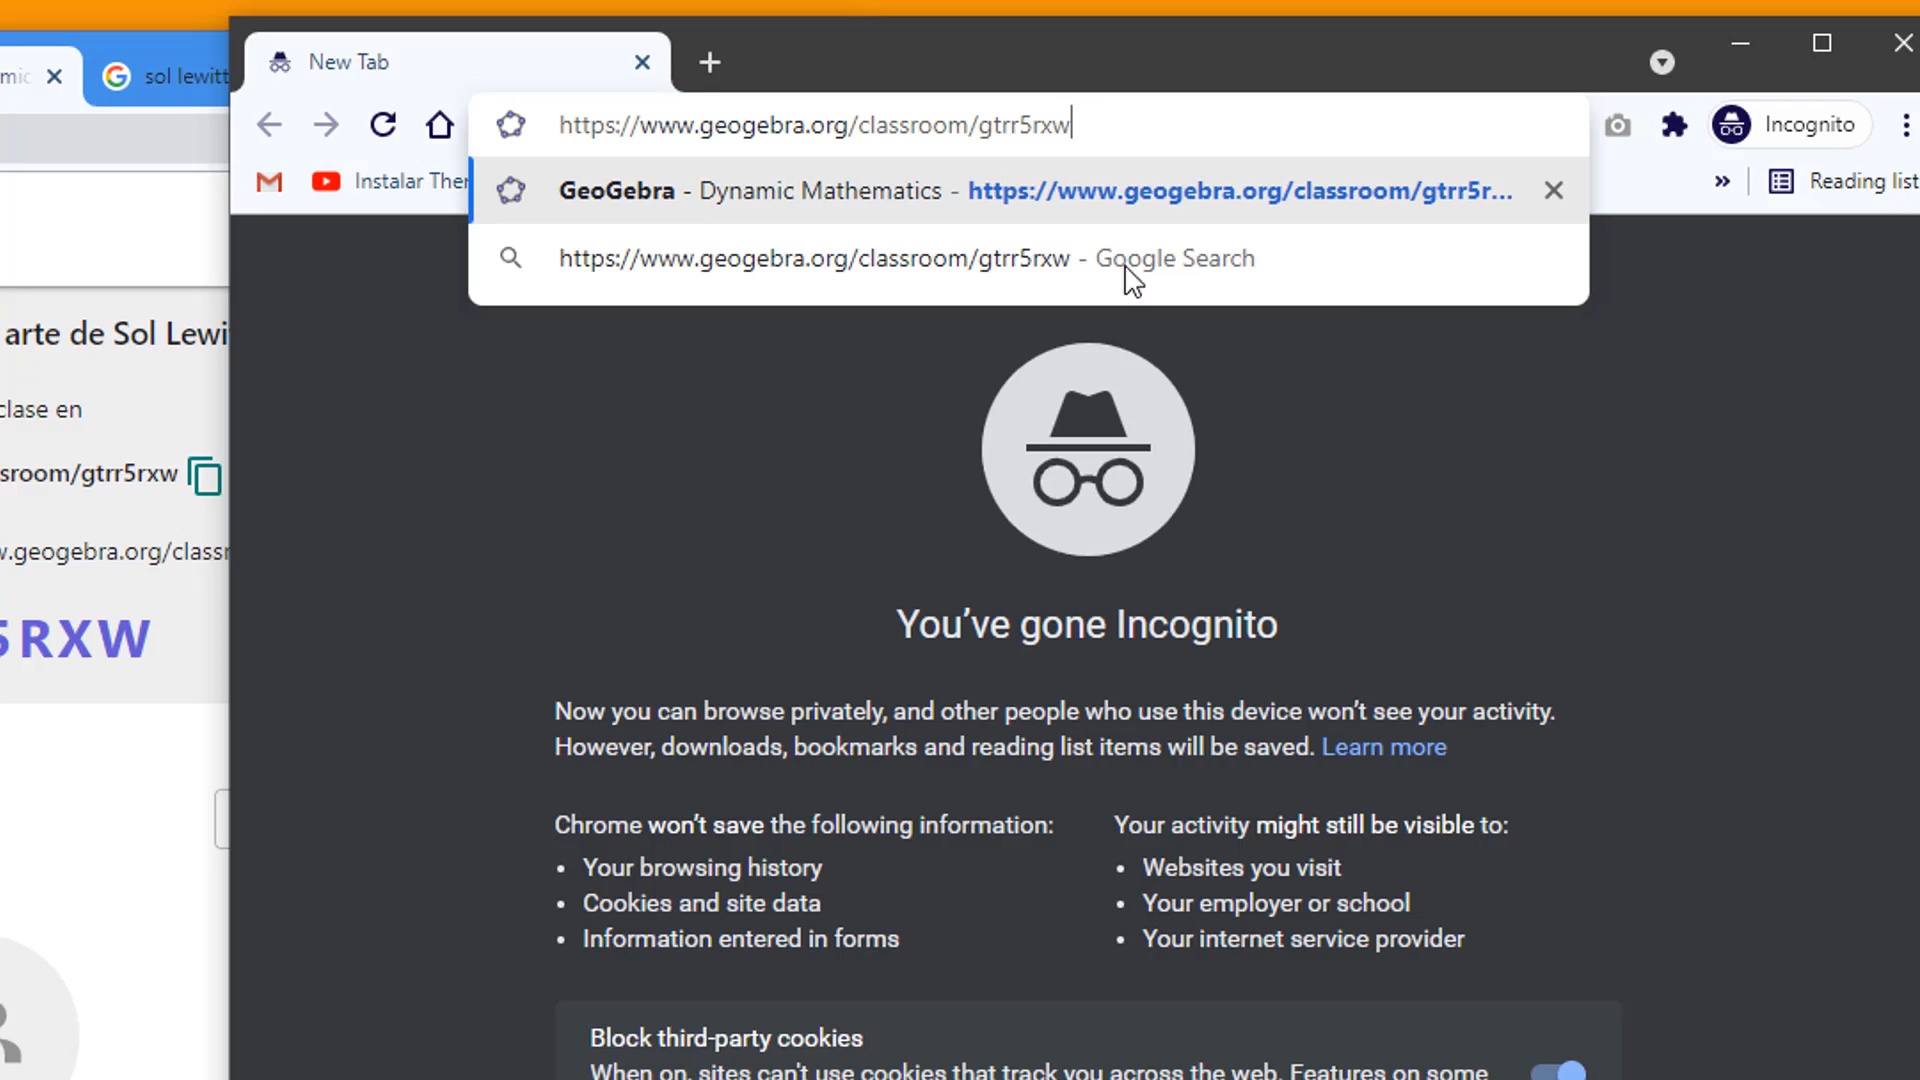 mic
sol lewitt
New Tab
https://www.geogebra.org/classroom/gtrr5rxw
Incognito
Instalar Ther
Reading list
GeoGebra - Dynamic Mathematics - https://www.geogebra.org/classroom/gtrr5r...
https://www.geogebra.org/classroom/gtrr5rxw - Google Search
arte de Sol Lewi
clase en
sroom/gtrr5rxw
w.geogebra.org/classr
5RXW
You've gone Incognito
Now you can browse privately, and other people who use this device won't see your activity.
However, downloads, bookmarks and reading list items will be saved. Learn more
Chrome won't save the following information:
• Your browsing history
• Cookies and site data
• Information entered in forms
Your activity might still be visible to:
• Websites you visit
• Your employer or school
• Your internet service provider
Block third-party cookies
When on, sites can't use cookies that track you across the web. Features on some